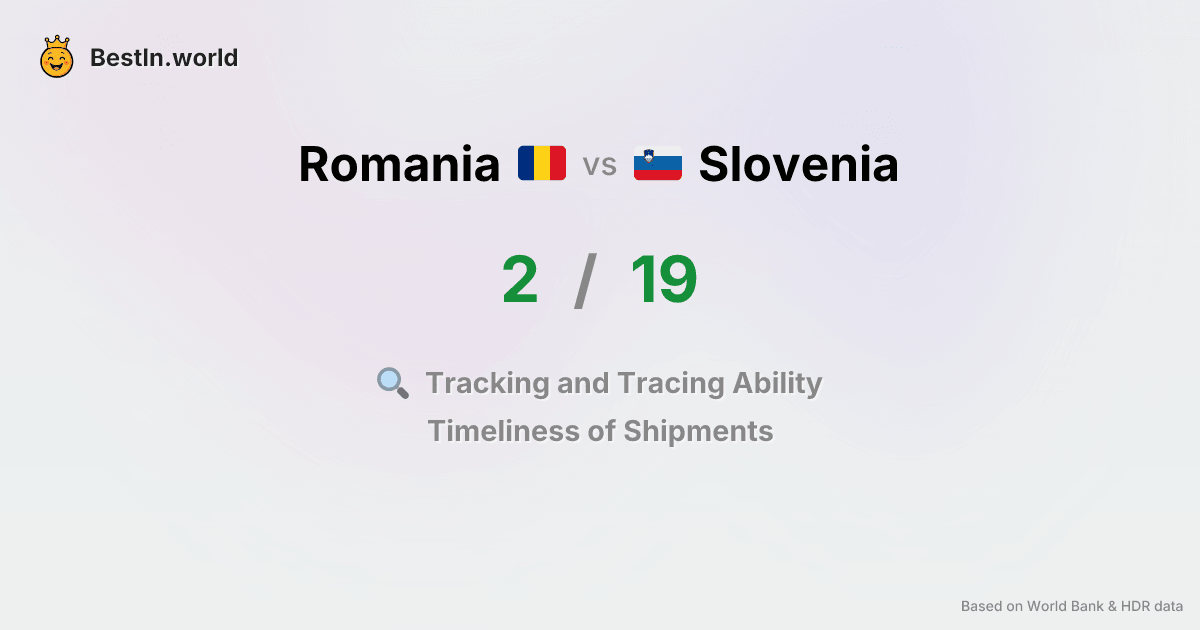 BestIn.world
Romania vs Slovenia
2 / 19
Tracking and Tracing Ability
Timeliness of Shipments
Based on World Bank & HDR data